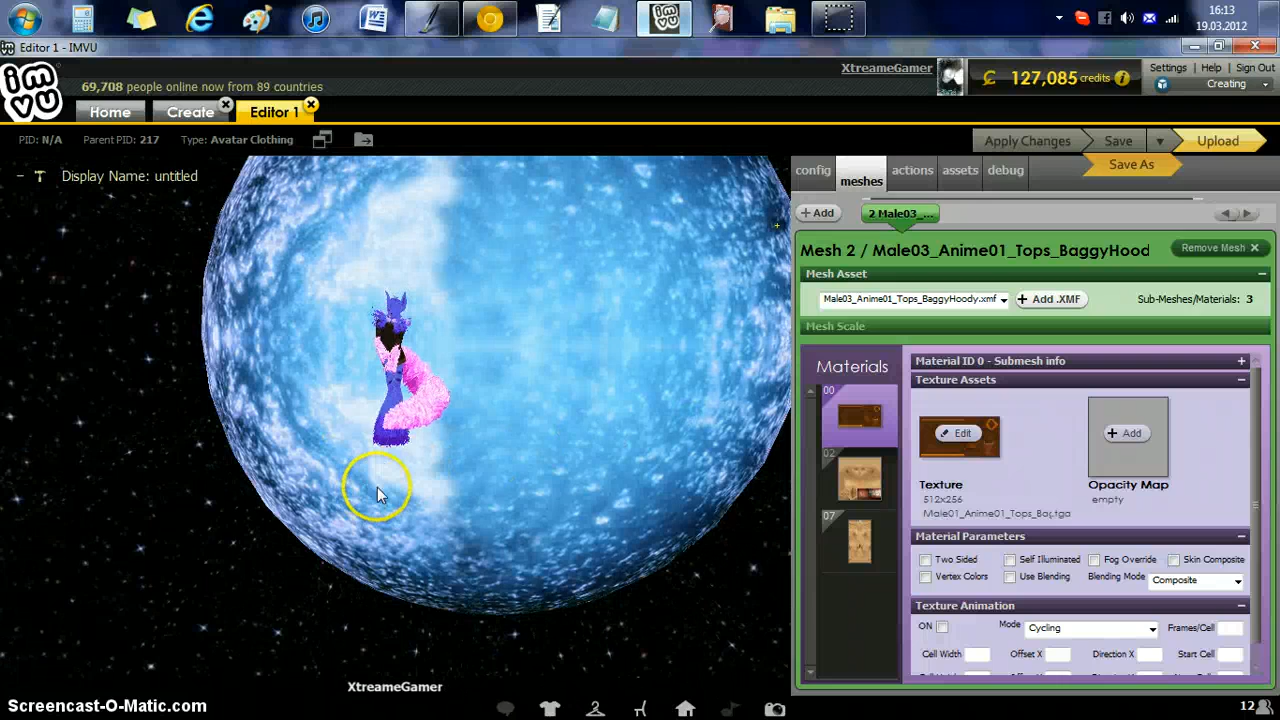 16:13
19.03.2012
Editor 1 - IMVU
imvu
69,708 people online now from 89 countries
XtreameGamer
127,085 credits
Settings | Help | Sign Out
Creating
Home
Create
Editor 1
PID: N/A
Parent PID: 217
Type: Avatar Clothing
Apply Changes
Save
Upload
Save As
Display Name: untitled
config
meshes
actions
assets
debug
+ Add
2 Male03_...
Mesh 2 / Male03_Anime01_Tops_BaggyHood
Remove Mesh
Mesh Asset
Male03_Anime01_Tops_BaggyHoody.xmf
+ Add .XMF
Sub-Meshes/Materials: 3
Mesh Scale
Materials
00
02
07
Material ID 0 - Submesh info
Texture Assets
Edit
+ Add
Texture
512x256
Opacity Map
empty
Material Parameters
Two Sided
Self Illuminated
Fog Override
Skin Composite
Vertex Colors
Use Blending
Blending Mode
Composite
Texture Animation
ON
Mode
Cycling
Frames/Cell
Cell Width
Offset X
Direction X
Start Cell
XtreameGamer
Screencast-O-Matic.com
12